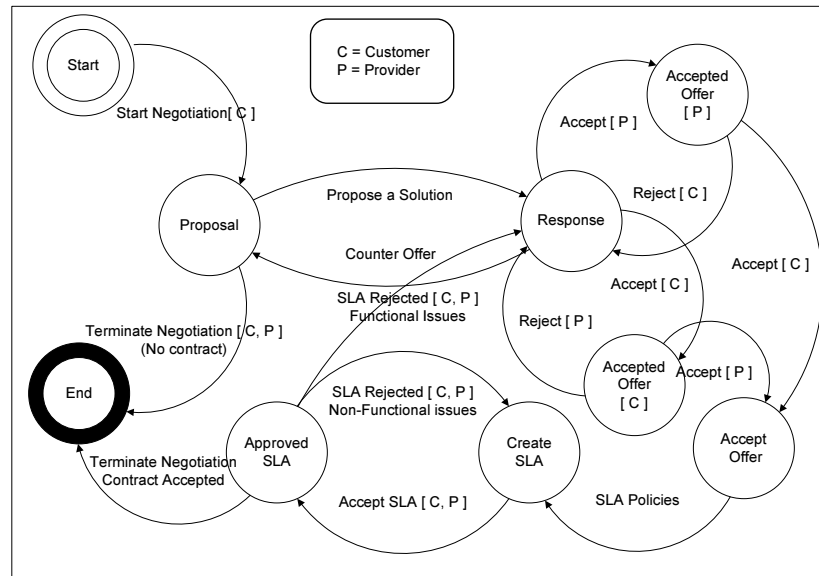 Start
C = Customer
P = Provider
Accepted
Offer
[ P ]
Start Negotiation[ C ]
Accept [ P ]
Propose a Solution
Reject [ C ]
Proposal
Response
Counter Offer
Accept [ C ]
Accept [ C ]
SLA Rejected [ C, P ]
Functional Issues
Reject [ P ]
Terminate Negotiation [ C, P ]
(No contract)
Accept [ P ]
End
Accepted
Offer
[ C ]
SLA Rejected [ C, P ]
Non-Functional issues
Approved
SLA
Create
SLA
Accept
Offer
Terminate Negotiation
Contract Accepted
Accept SLA [ C, P ]
SLA Policies